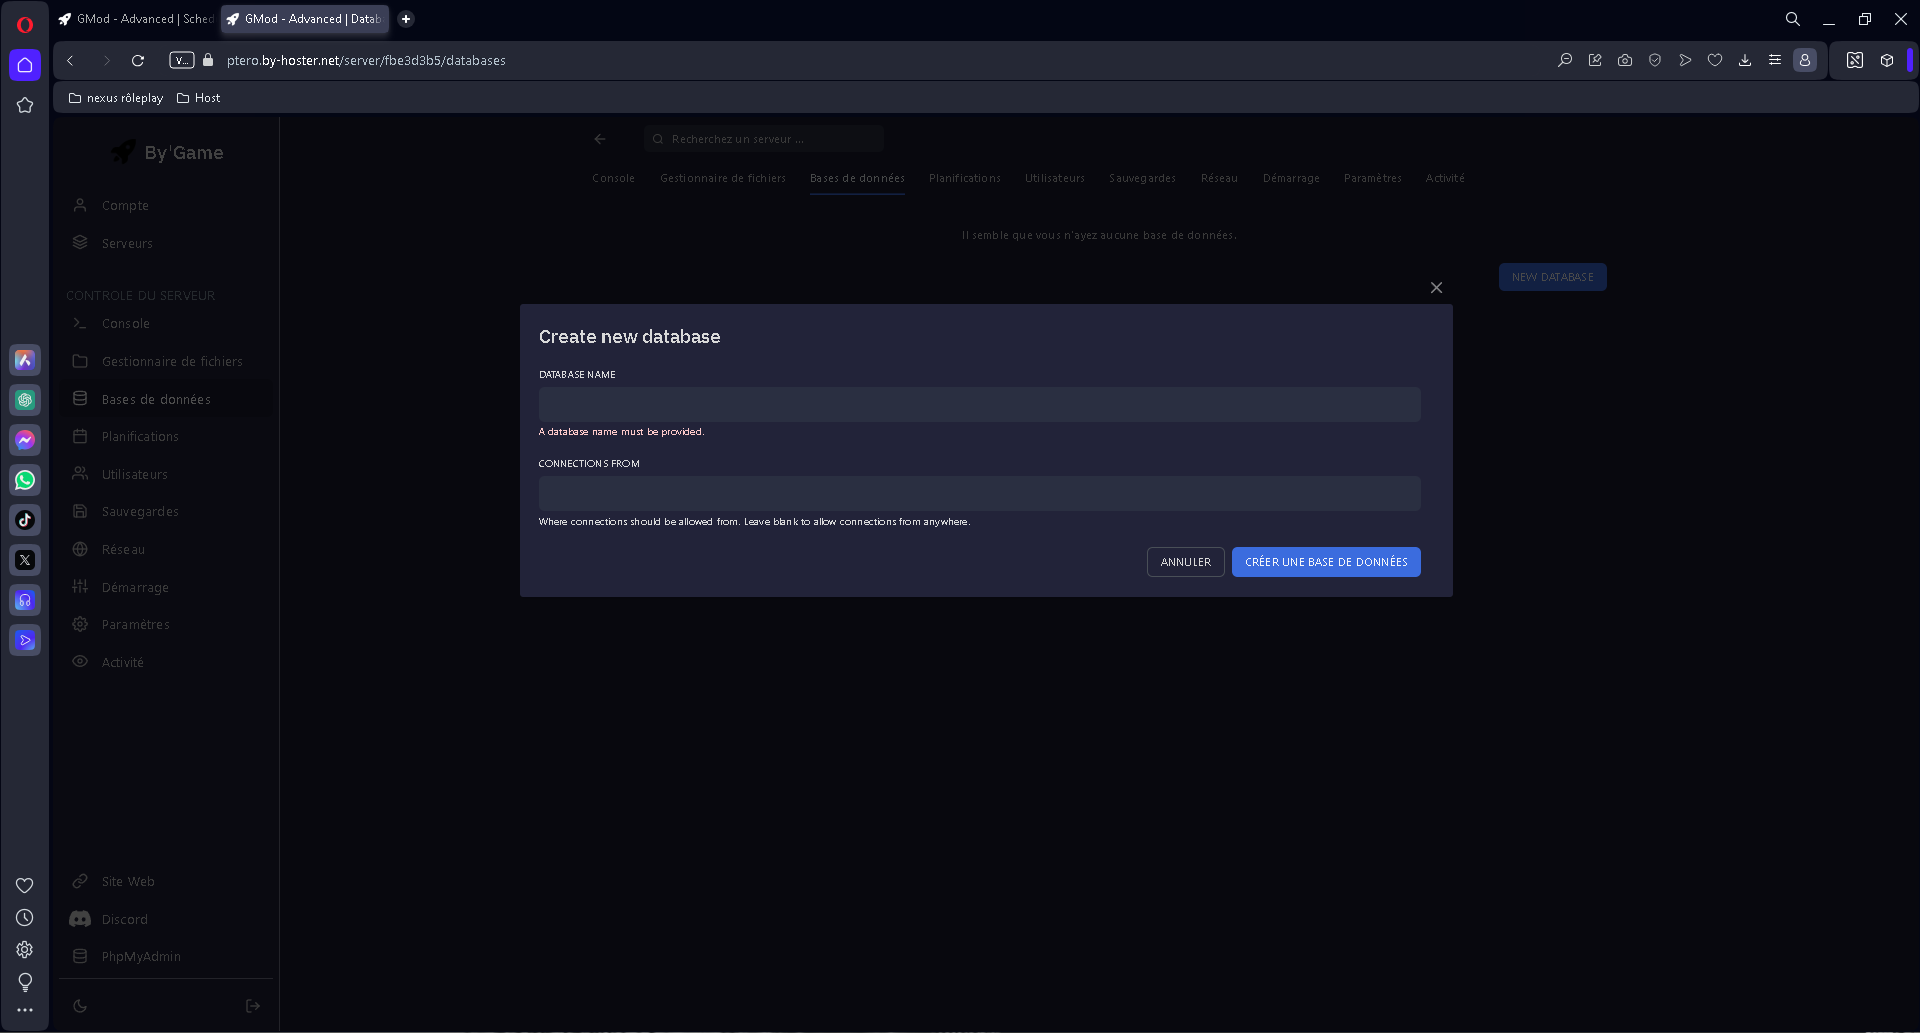 GMod - Advanced | Sched
GMod - Advanced | Datab
V...
ptero.by-hoster.net/server/fbe3d3b5/databases
nexus rôleplay
Host
By'Game
Recherchez un serveur ...
Console
Gestionnaire de fichiers
Bases de données
Planifications
Utilisateurs
Sauvegardes
Réseau
Démarrage
Paramètres
Activité
Compte
Serveurs
Il semble que vous n'ayez aucune base de données.
NEW DATABASE
CONTROLE DU SERVEUR
Console
Gestionnaire de fichiers
Bases de données
Planifications
Utilisateurs
Sauvegardes
Réseau
Démarrage
Paramètres
Activité
Create new database
DATABASE NAME
A database name must be provided.
CONNECTIONS FROM
Where connections should be allowed from. Leave blank to allow connections from anywhere.
ANNULER
CRÉER UNE BASE DE DONNÉES
Site Web
Discord
PhpMyAdmin